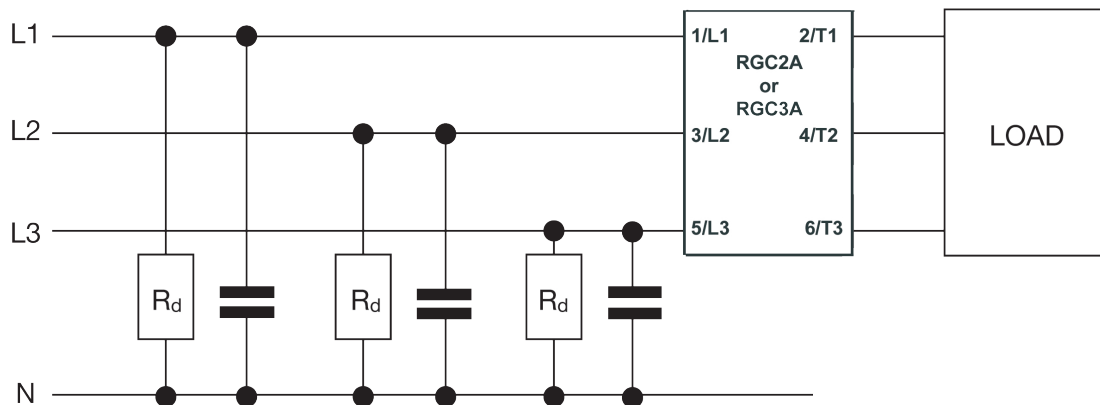 L1
1/L1 2/T1
RGC2A
or
RGC3A
L2
3/L2 4/T2
LOAD
L3
5/L3 6/T3
Rd Rd Rd
N